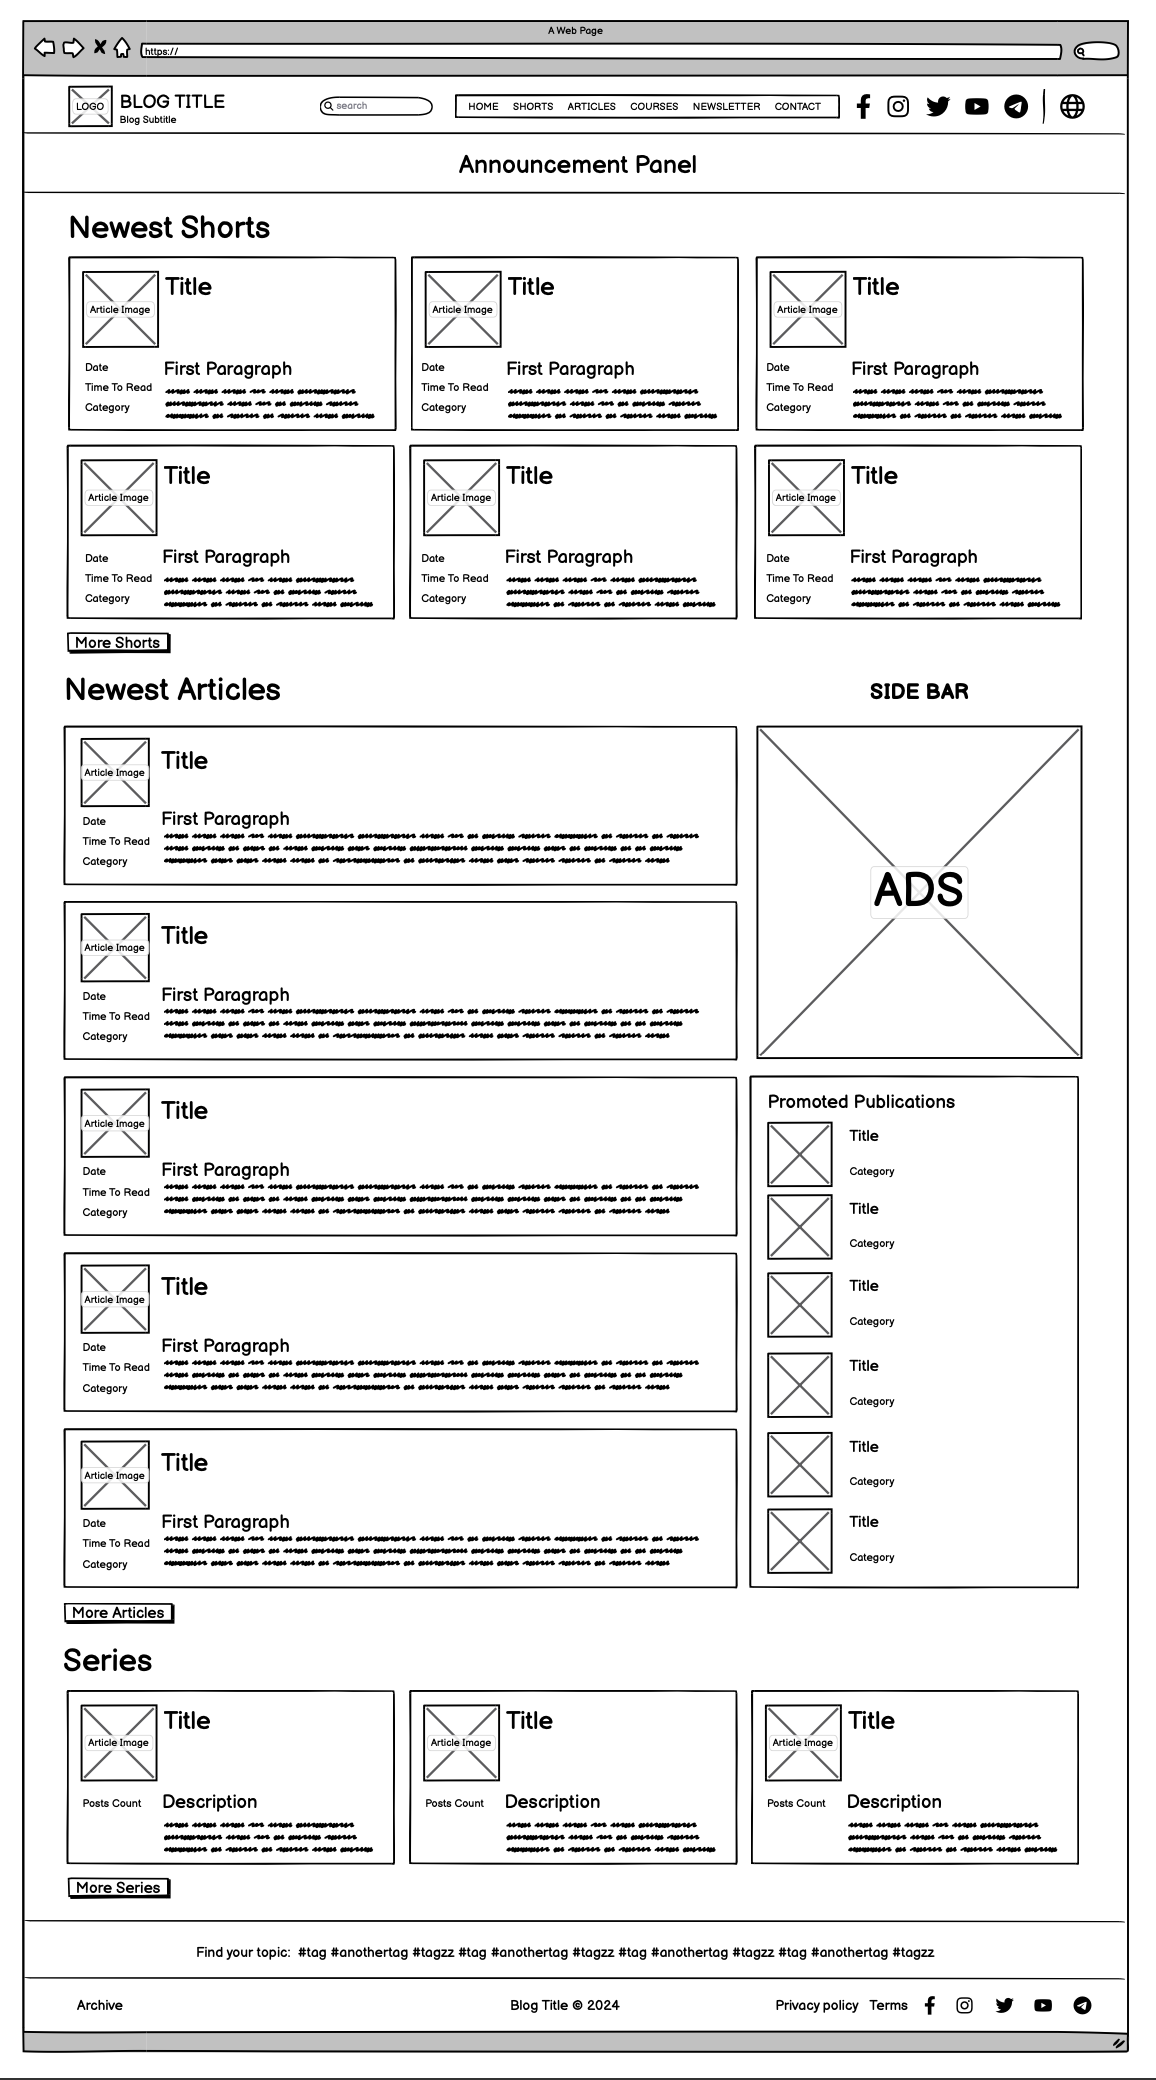 A Web Page
https://
LOGO
BLOG TITLE
Blog Subtitle
search
HOME SHORTS ARTICLES COURSES NEWSLETTER CONTACT
Announcement Panel
Newest Shorts
Article Image
Title
Date
Time To Read
Category
First Paragraph
Article Image
Title
Date
Time To Read
Category
First Paragraph
Article Image
Title
Date
Time To Read
Category
First Paragraph
Article Image
Title
Date
Time To Read
Category
First Paragraph
Article Image
Title
Date
Time To Read
Category
First Paragraph
Article Image
Title
Date
Time To Read
Category
First Paragraph
More Shorts
Newest Articles
Article Image
Title
Date
Time To Read
Category
First Paragraph
Article Image
Title
Date
Time To Read
Category
First Paragraph
Article Image
Title
Date
Time To Read
Category
First Paragraph
Article Image
Title
Date
Time To Read
Category
First Paragraph
Article Image
Title
Date
Time To Read
Category
First Paragraph
More Articles
SIDE BAR
ADS
Promoted Publications
Title
Category
Title
Category
Title
Category
Title
Category
Title
Category
Title
Category
Series
Article Image
Title
Posts Count
Description
Article Image
Title
Posts Count
Description
Article Image
Title
Posts Count
Description
More Series
Find your topic: #tag #anothertag #tagzz #tag #anothertag #tagzz #tag #anothertag #tagzz #tag #anothertag #tagzz
Archive
Blog Title © 2024
Privacy policy Terms